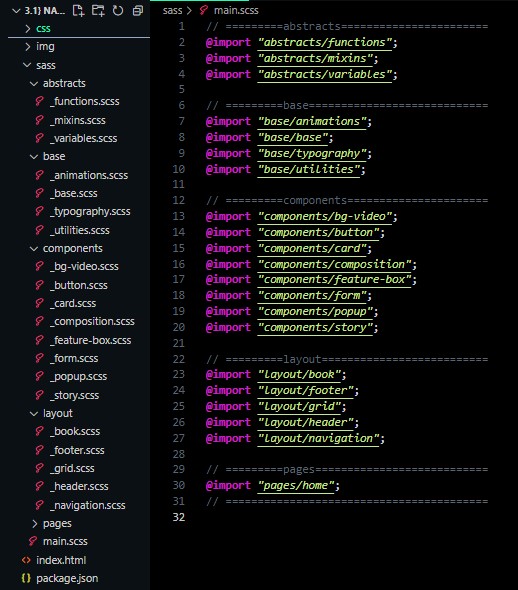 3.1} NA...
css
img
sass
abstracts
_functions.scss
_mixins.scss
_variables.scss
base
_animations.scss
_base.scss
_typography.scss
_utilities.scss
components
_bg-video.scss
_button.scss
_card.scss
_composition.scss
_feature-box.scss
_form.scss
_popup.scss
_story.scss
layout
_book.scss
_footer.scss
_grid.scss
_header.scss
_navigation.scss
pages
main.scss
index.html
{} package.json
sass > main.scss
1 // =========abstracts======================
2 @import "abstracts/functions";
3 @import "abstracts/mixins";
4 @import "abstracts/variables";
5
6 // =========base===========================
7 @import "base/animations";
8 @import "base/base";
9 @import "base/typography";
10 @import "base/utilities";
11
12 // =========components=====================
13 @import "components/bg-video";
14 @import "components/button";
15 @import "components/card";
16 @import "components/composition";
17 @import "components/feature-box";
18 @import "components/form";
19 @import "components/popup";
20 @import "components/story";
21
22 // =========layout=========================
23 @import "layout/book";
24 @import "layout/footer";
25 @import "layout/grid";
26 @import "layout/header";
27 @import "layout/navigation";
28
29 // =========pages==========================
30 @import "pages/home";
31 // =======================================
32